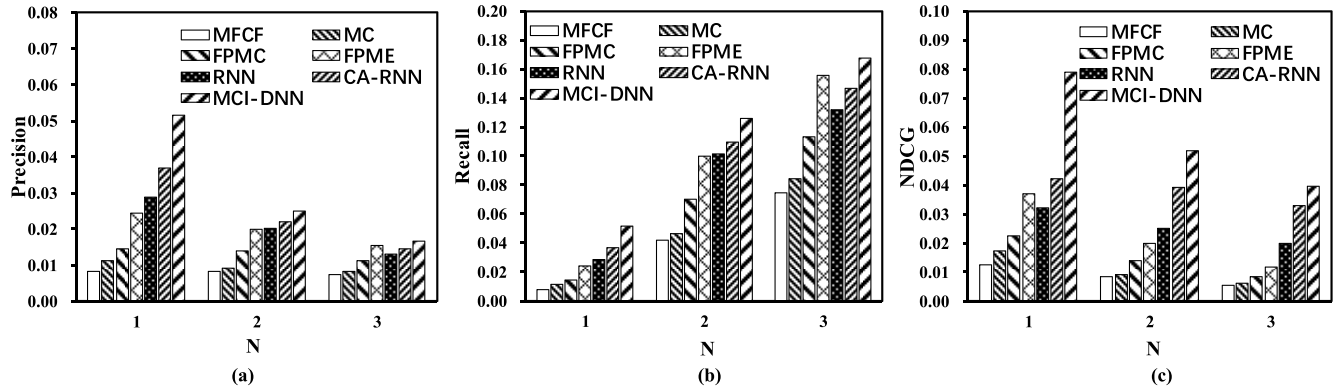 0.08
0.07
0.06
0.05
0.04
0.03
0.02
0.01
0.00
Precision
MFCF MC
FPMC FPME
RNN CA-RNN
MCI-DNN
1 2 3
N
(a)
0.20
0.18
0.16
0.14
0.12
0.10
0.08
0.06
0.04
0.02
0.00
Recall
MFCF MC
FPMC FPME
RNN CA-RNN
MCI-DNN
1 2 3
N
(b)
0.10
0.09
0.08
0.07
0.06
0.05
0.04
0.03
0.02
0.01
0.00
NDCG
MFCF MC
FPMC FPME
RNN CA-RNN
MCI-DNN
1 2 3
N
(c)